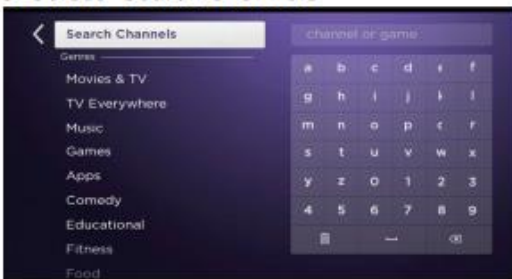 Search Channels
Genres
Movies & TV
TV Everywhere
Music
Games
Apps
Comedy
Educational
Fitness
Food
channel or game
a b c d e f
g h i j k l
m n o p q r
s t u v w x
y z 0 1 2 3
4 5 6 7 8 9